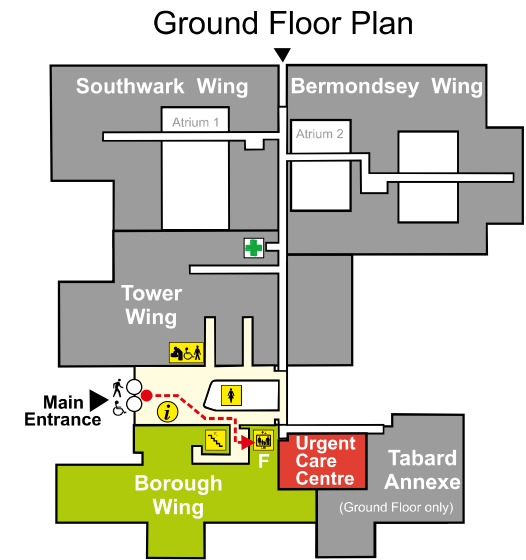 Ground Floor Plan
Southwark Wing
Bermondsey Wing
Atrium 1
Atrium 2
Tower
Wing
Main
Entrance
i
F
Urgent
Care
Centre
Tabard
Annexe
(Ground Floor only)
Borough
Wing